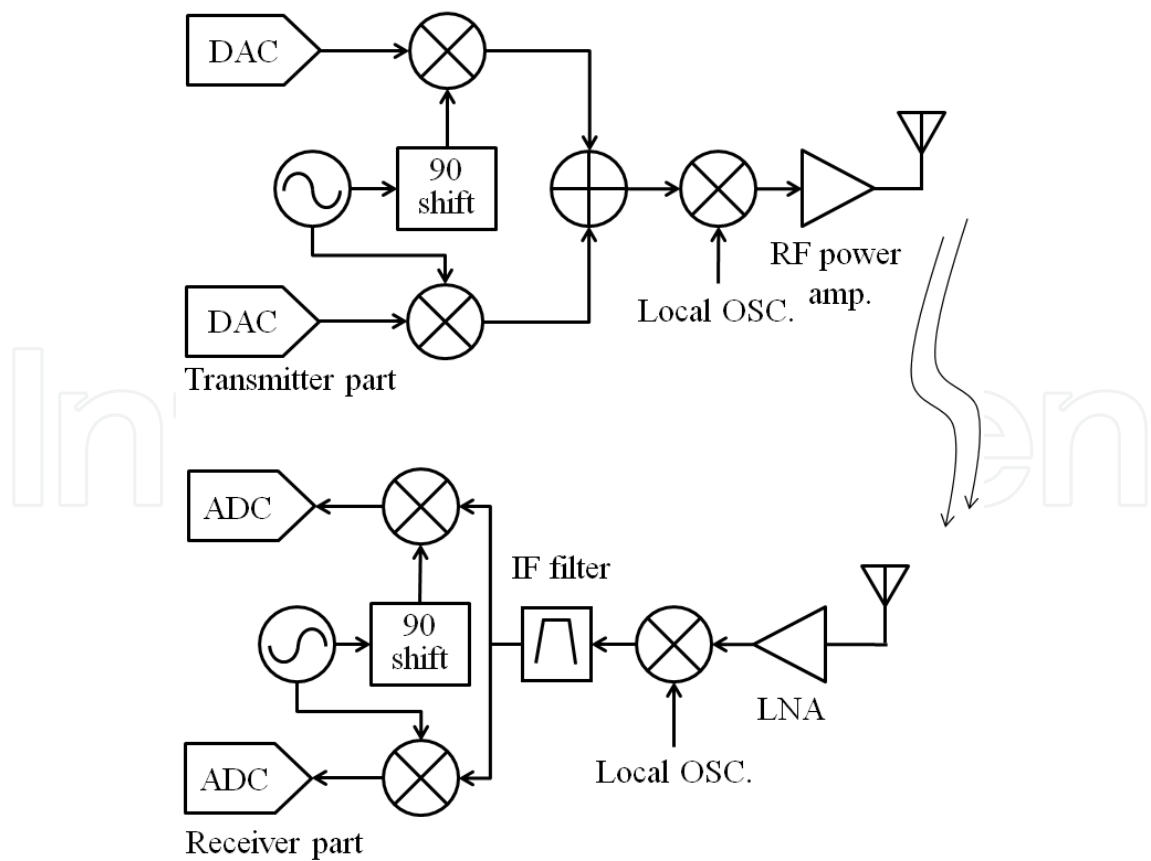 DAC
90
shift
DAC
Local OSC.
RF power
amp.
Transmitter part
ADC
IF filter
90
shift
LNA
Local OSC.
ADC
Receiver part